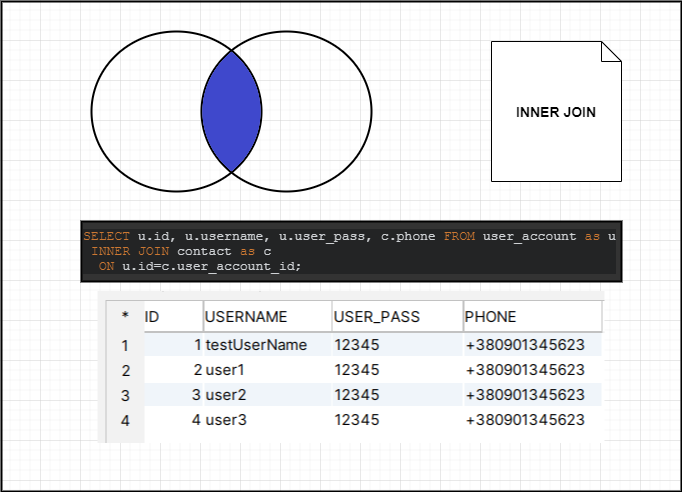 INNER JOIN
SELECT u.id, u.username, u.user_pass, c.phone FROM user_account as u
INNER JOIN contact as c
ON u.id=c.user_account_id;
* ID USERNAME USER_PASS PHONE
1 1 testUserName 12345 +380901345623
2 2 user1 12345 +380901345623
3 3 user2 12345 +380901345623
4 4 user3 12345 +380901345623